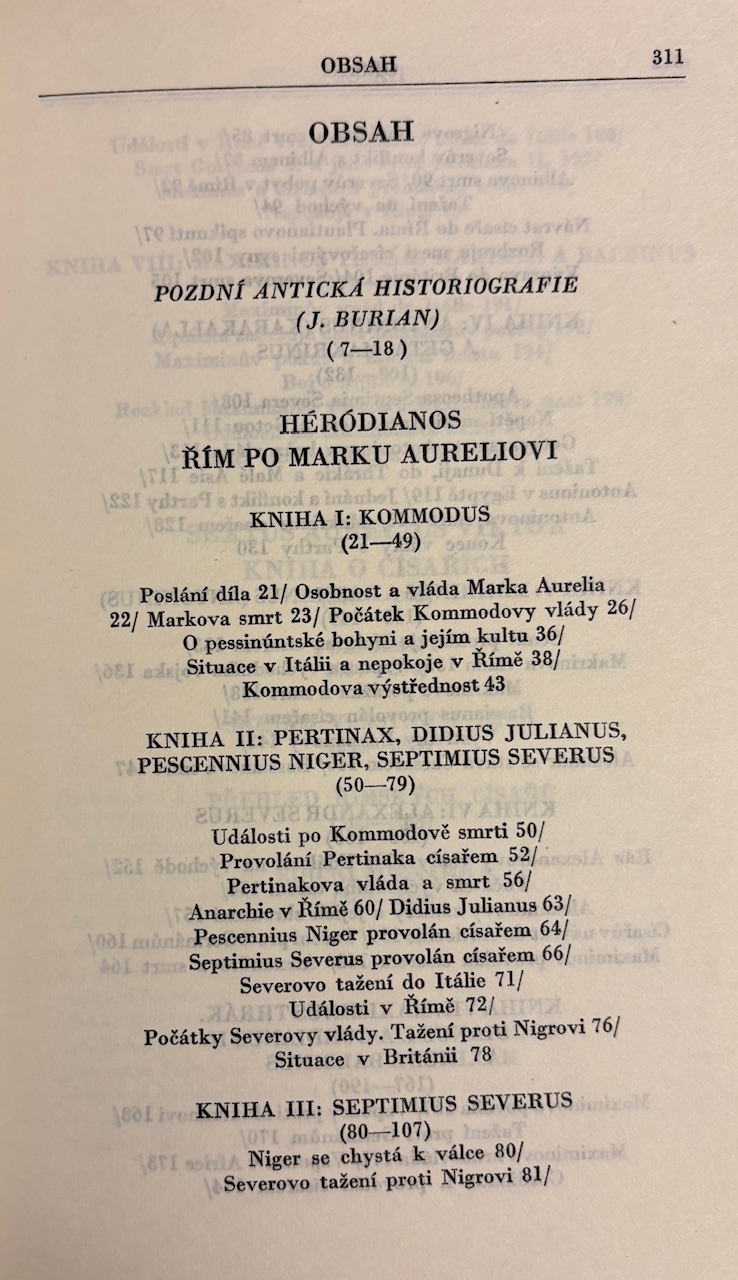 OBSAH 311
OBSAH
POZDNÍ ANTICKÁ HISTORIOGRAFIE
(J. BURIAN)
(7—18)
HÉRÓDIANOS
ŘÍM PO MARKU AURELIOVI
KNIHA I: KOMMODUS
(21—49)
Poslání díla 21/ Osobnost a vláda Marka Aurelia
22/ Markova smrt 23/ Počátek Kommodovy vlády 26/
O pessinúntské bohyni a jejím kultu 36/
Situace v Itálii a nepokoje v Římě 38/
Kommodova výstřednost 43
KNIHA II: PERTINAX, DIDIUS JULIANUS,
PESCENNIUS NIGER, SEPTIMIUS SEVERUS
(50—79)
Události po Kommodově smrti 50/
Provolání Pertinaka císařem 52/
Pertinakova vláda a smrt 56/
Anarchie v Římě 60/ Didius Julianus 63/
Pescennius Niger provolán císařem 64/
Septimius Severus provolán císařem 66/
Severovo tažení do Itálie 71/
Události v Římě 72/
Počátky Severovy vlády. Tažení proti Nigrovi 76/
Situace v Británii 78
KNIHA III: SEPTIMIUS SEVERUS
(80—107)
Niger se chystá k válce 80/
Severovo tažení proti Nigrovi 81/